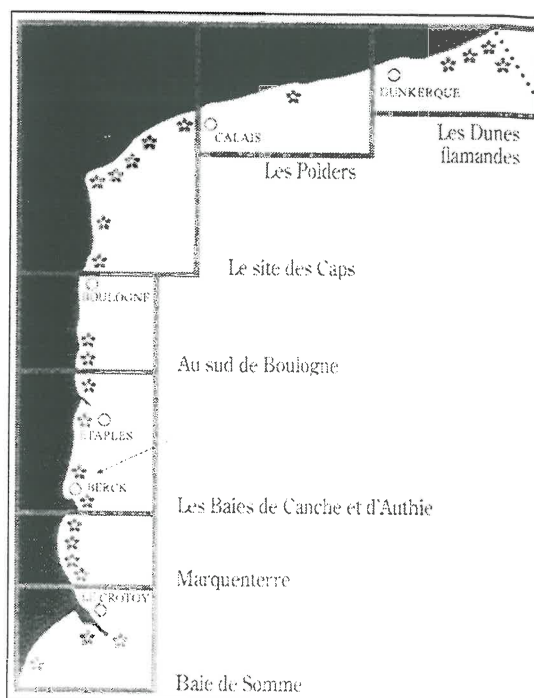 DUNKERQUE
CALAIS
Les Dunes
flamandes
Les Polders
Le site des Caps
BOULOGNE
Au sud de Boulogne
ETAPLES
BERCK
Les Baies de Canche et d'Authie
Marquenterre
LE CROTOY
Baie de Somme